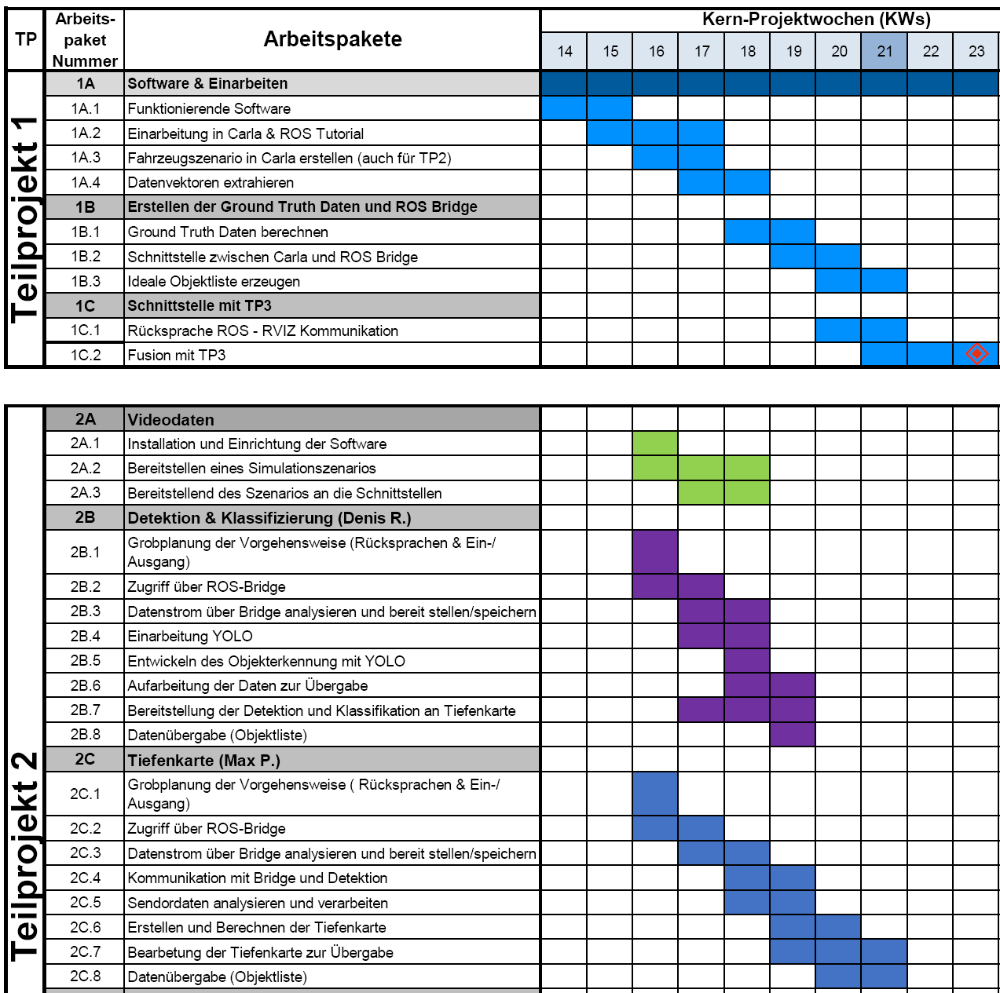 TP
Arbeits-
paket
Nummer
Arbeitspakete
Kern-Projektwochen (KWs)
14 15 16 17 18 19 20 21 22 23
Teilprojekt 1
1A Software & Einarbeiten
1A.1 Funktionierende Software
1A.2 Einarbeitung in Carla & ROS Tutorial
1A.3 Fahrzeugszenario in Carla erstellen (auch für TP2)
1A.4 Datenvektoren extrahieren
1B Erstellen der Ground Truth Daten und ROS Bridge
1B.1 Ground Truth Daten berechnen
1B.2 Schnittstelle zwischen Carla und ROS Bridge
1B.3 Ideale Objektliste erzeugen
1C Schnittstelle mit TP3
1C.1 Rücksprache ROS - RVIZ Kommunikation
1C.2 Fusion mit TP3
Teilprojekt 2
2A Videodaten
2A.1 Installation und Einrichtung der Software
2A.2 Bereitstellen eines Simulationszenarios
2A.3 Bereitstellend des Szenarios an die Schnittstellen
2B Detektion & Klassifizierung (Denis R.)
2B.1 Grobplanung der Vorgehensweise (Rücksprachen & Ein-/
Ausgang)
2B.2 Zugriff über ROS-Bridge
2B.3 Datenstrom über Bridge analysieren und bereit stellen/speichern
2B.4 Einarbeitung YOLO
2B.5 Entwickeln des Objekterkennung mit YOLO
2B.6 Aufarbeitung der Daten zur Übergabe
2B.7 Bereitstellung der Detektion und Klassifikation an Tiefenkarte
2B.8 Datenübergabe (Objektliste)
2C Tiefenkarte (Max P.)
2C.1 Grobplanung der Vorgehensweise ( Rücksprachen & Ein-/
Ausgang)
2C.2 Zugriff über ROS-Bridge
2C.3 Datenstrom über Bridge analysieren und bereit stellen/speichern
2C.4 Kommunikation mit Bridge und Detektion
2C.5 Sendordaten analysieren und verarbeiten
2C.6 Erstellen und Berechnen der Tiefenkarte
2C.7 Bearbetung der Tiefenkarte zur Übergabe
2C.8 Datenübergabe (Objektliste)